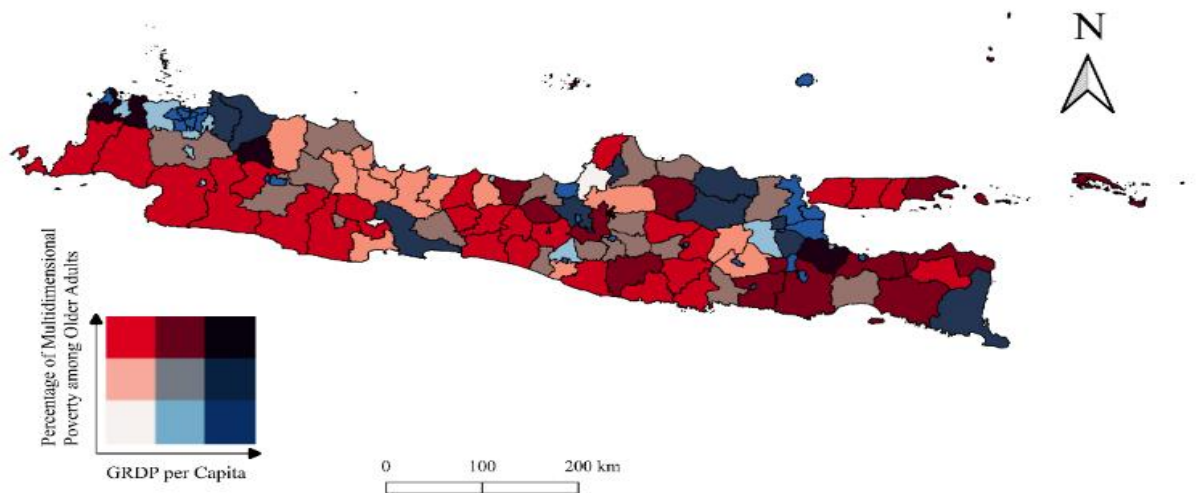 N
Percentage of Multidimensional
Poverty among Older Adults
GRDP per Capita
0 100 200 km